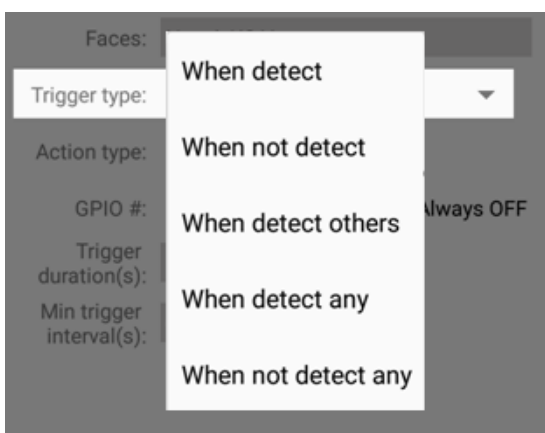 Faces:
When detect
Trigger type:
When not detect
Action type:
GPIO #:
Always OFF
When detect others
Trigger
duration(s):
When detect any
Min trigger
interval(s):
When not detect any